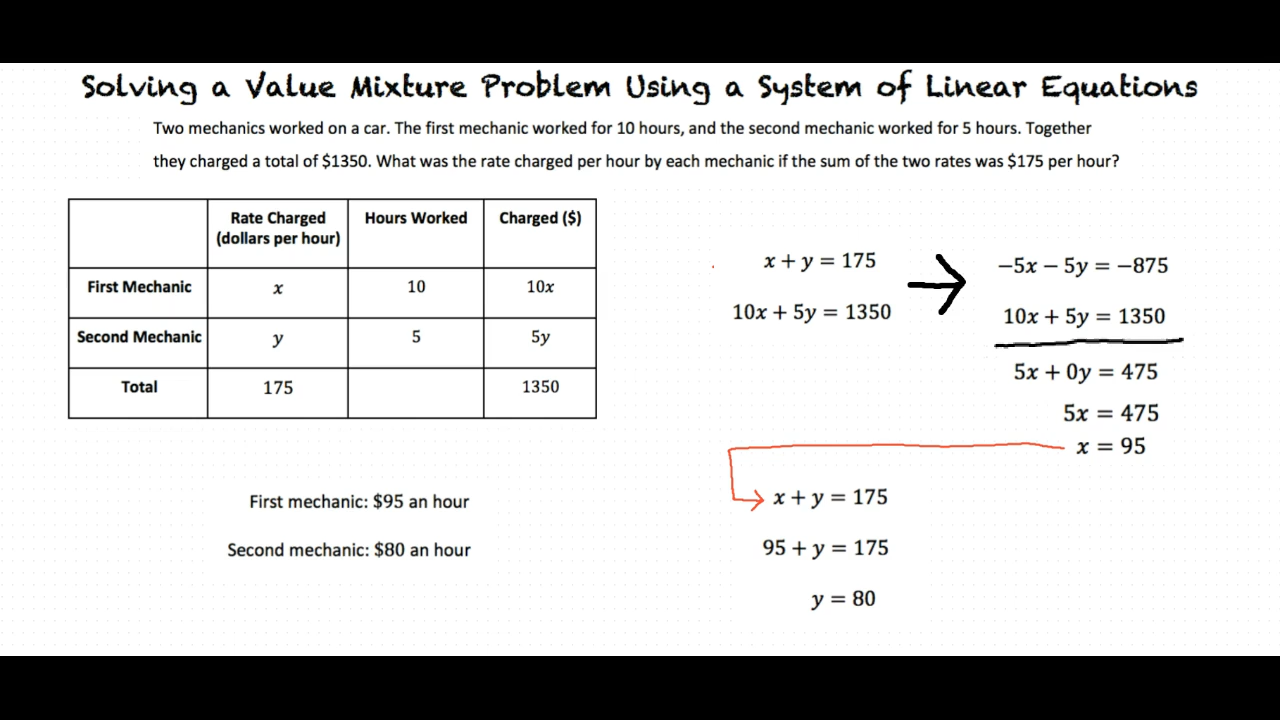 Solving a Value Mixture Problem Using a System of Linear Equations
Two mechanics worked on a car. The first mechanic worked for 10 hours, and the second mechanic worked for 5 hours. Together
they charged a total of $1350. What was the rate charged per hour by each mechanic if the sum of the two rates was $175 per hour?
Rate Charged (dollars per hour) Hours Worked Charged ($)
First Mechanic x 10 10x
Second Mechanic y 5 5y
Total 175 1350
First mechanic: $95 an hour
Second mechanic: $80 an hour
x + y = 175
10x + 5y = 1350
−5x − 5y = −875
10x + 5y = 1350
5x + 0y = 475
5x = 475
x = 95
x + y = 175
95 + y = 175
y = 80